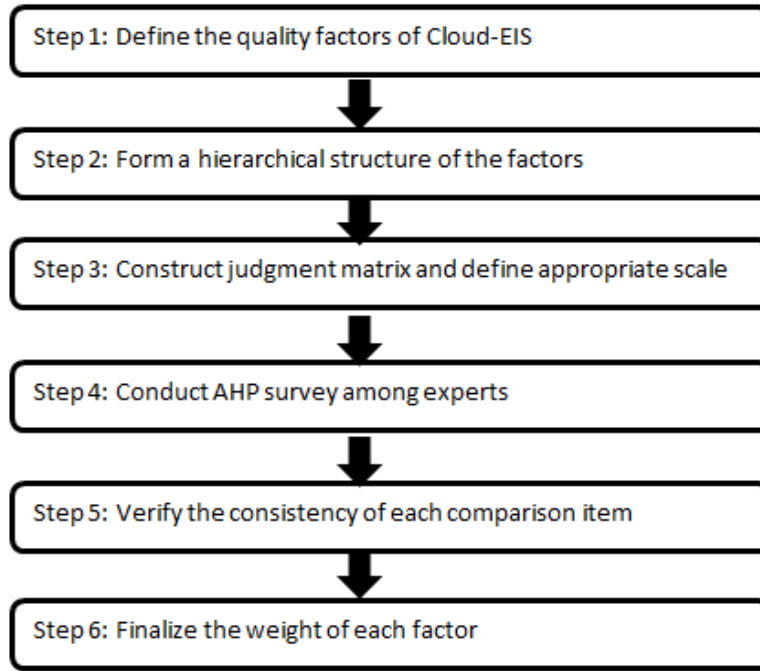 Step 1: Define the quality factors of Cloud-EIS
Step 2: Form a hierarchical structure of the factors
Step 3: Construct judgment matrix and define appropriate scale
Step 4: Conduct AHP survey among experts
Step 5: Verify the consistency of each comparison item
Step 6: Finalize the weight of each factor